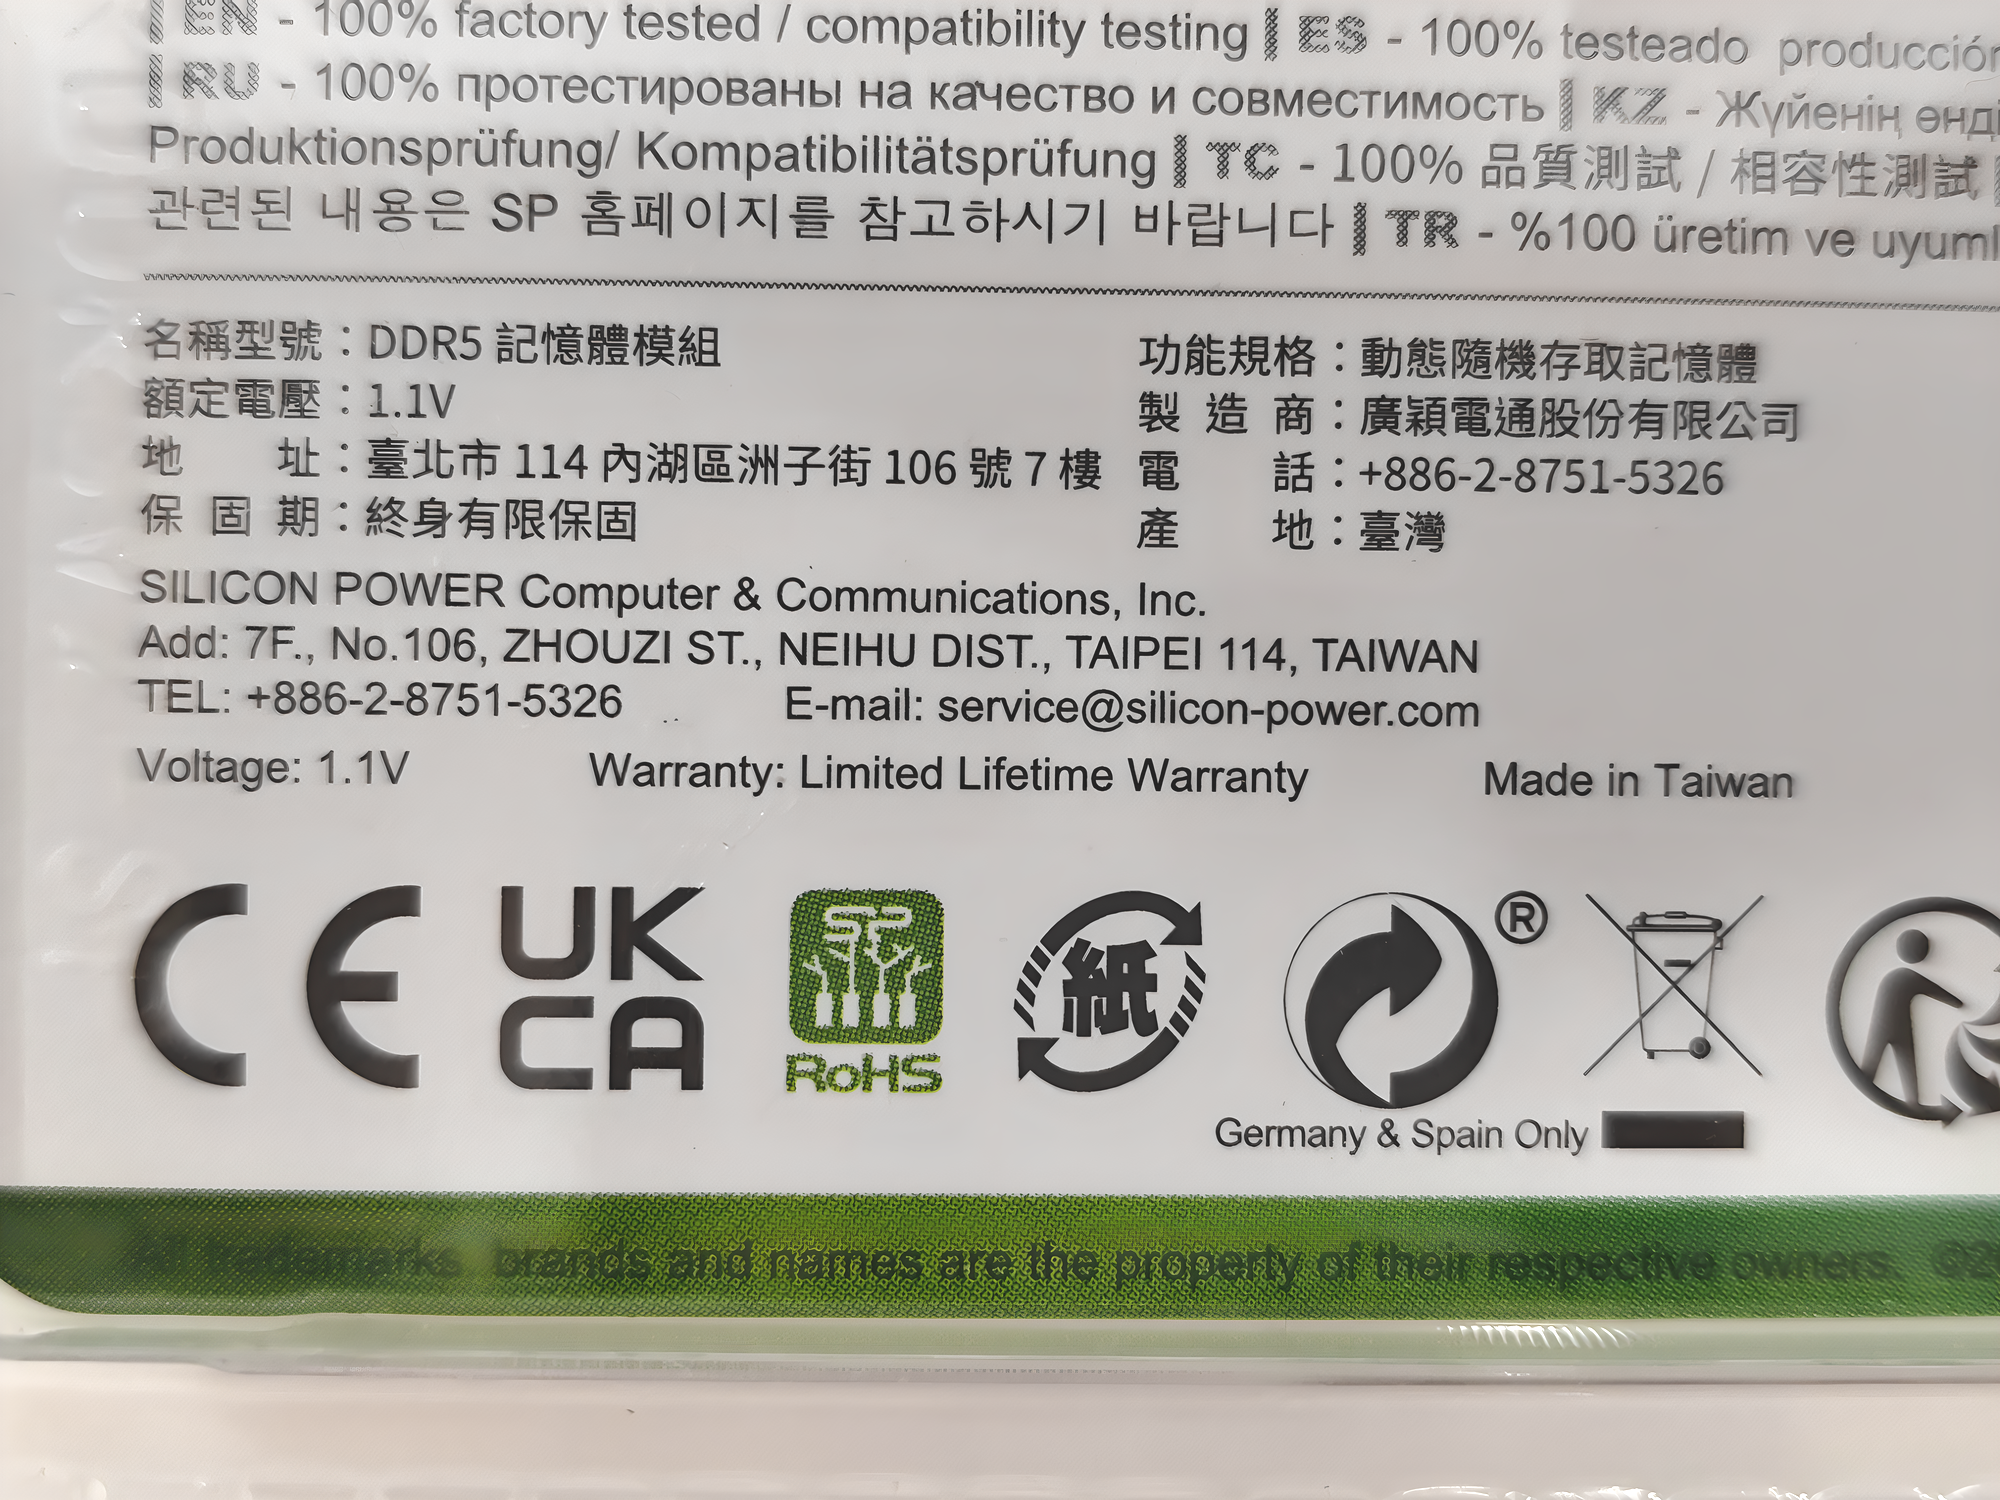 EN - 100% factory tested / compatibility testing | ES - 100% testeado producción
| RU - 100% протестированы на качество и совместимость | KZ - Жүйенің өнді
Produktionsprüfung/ Kompatibilitätsprüfung | TC - 100% 品質測試 / 相容性測試 |
관련된 내용은 SP 홈페이지를 참고하시기 바랍니다 | TR - %100 üretim ve uyuml
名稱型號：DDR5 記憶體模組 功能規格：動態隨機存取記憶體
額定電壓：1.1V 製造商：廣穎電通股份有限公司
地址：臺北市 114 內湖區洲子街 106 號 7 樓 電話：+886-2-8751-5326
保固期：終身有限保固 產地：臺灣
SILICON POWER Computer & Communications, Inc.
Add: 7F., No.106, ZHOUZI ST., NEIHU DIST., TAIPEI 114, TAIWAN
TEL: +886-2-8751-5326 E-mail: service@silicon-power.com
Voltage: 1.1V Warranty: Limited Lifetime Warranty Made in Taiwan
CE UK CA SP RoHS 紙 ®
Germany & Spain Only
All trademarks, brands and names are the property of their respective owners. ©2